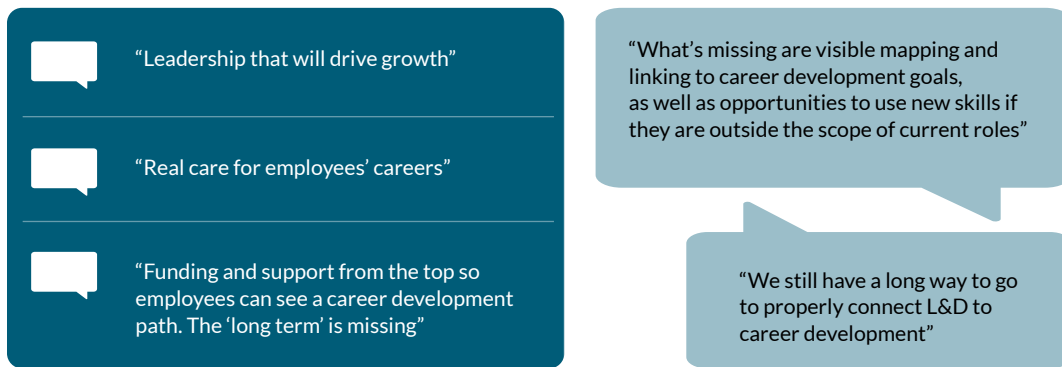 “Leadership that will drive growth”
“Real care for employees’ careers”
“Funding and support from the top so
employees can see a career development
path. The ‘long term’ is missing”
“What’s missing are visible mapping and
linking to career development goals,
as well as opportunities to use new skills if
they are outside the scope of current roles”
“We still have a long way to go
to properly connect L&D to
career development”